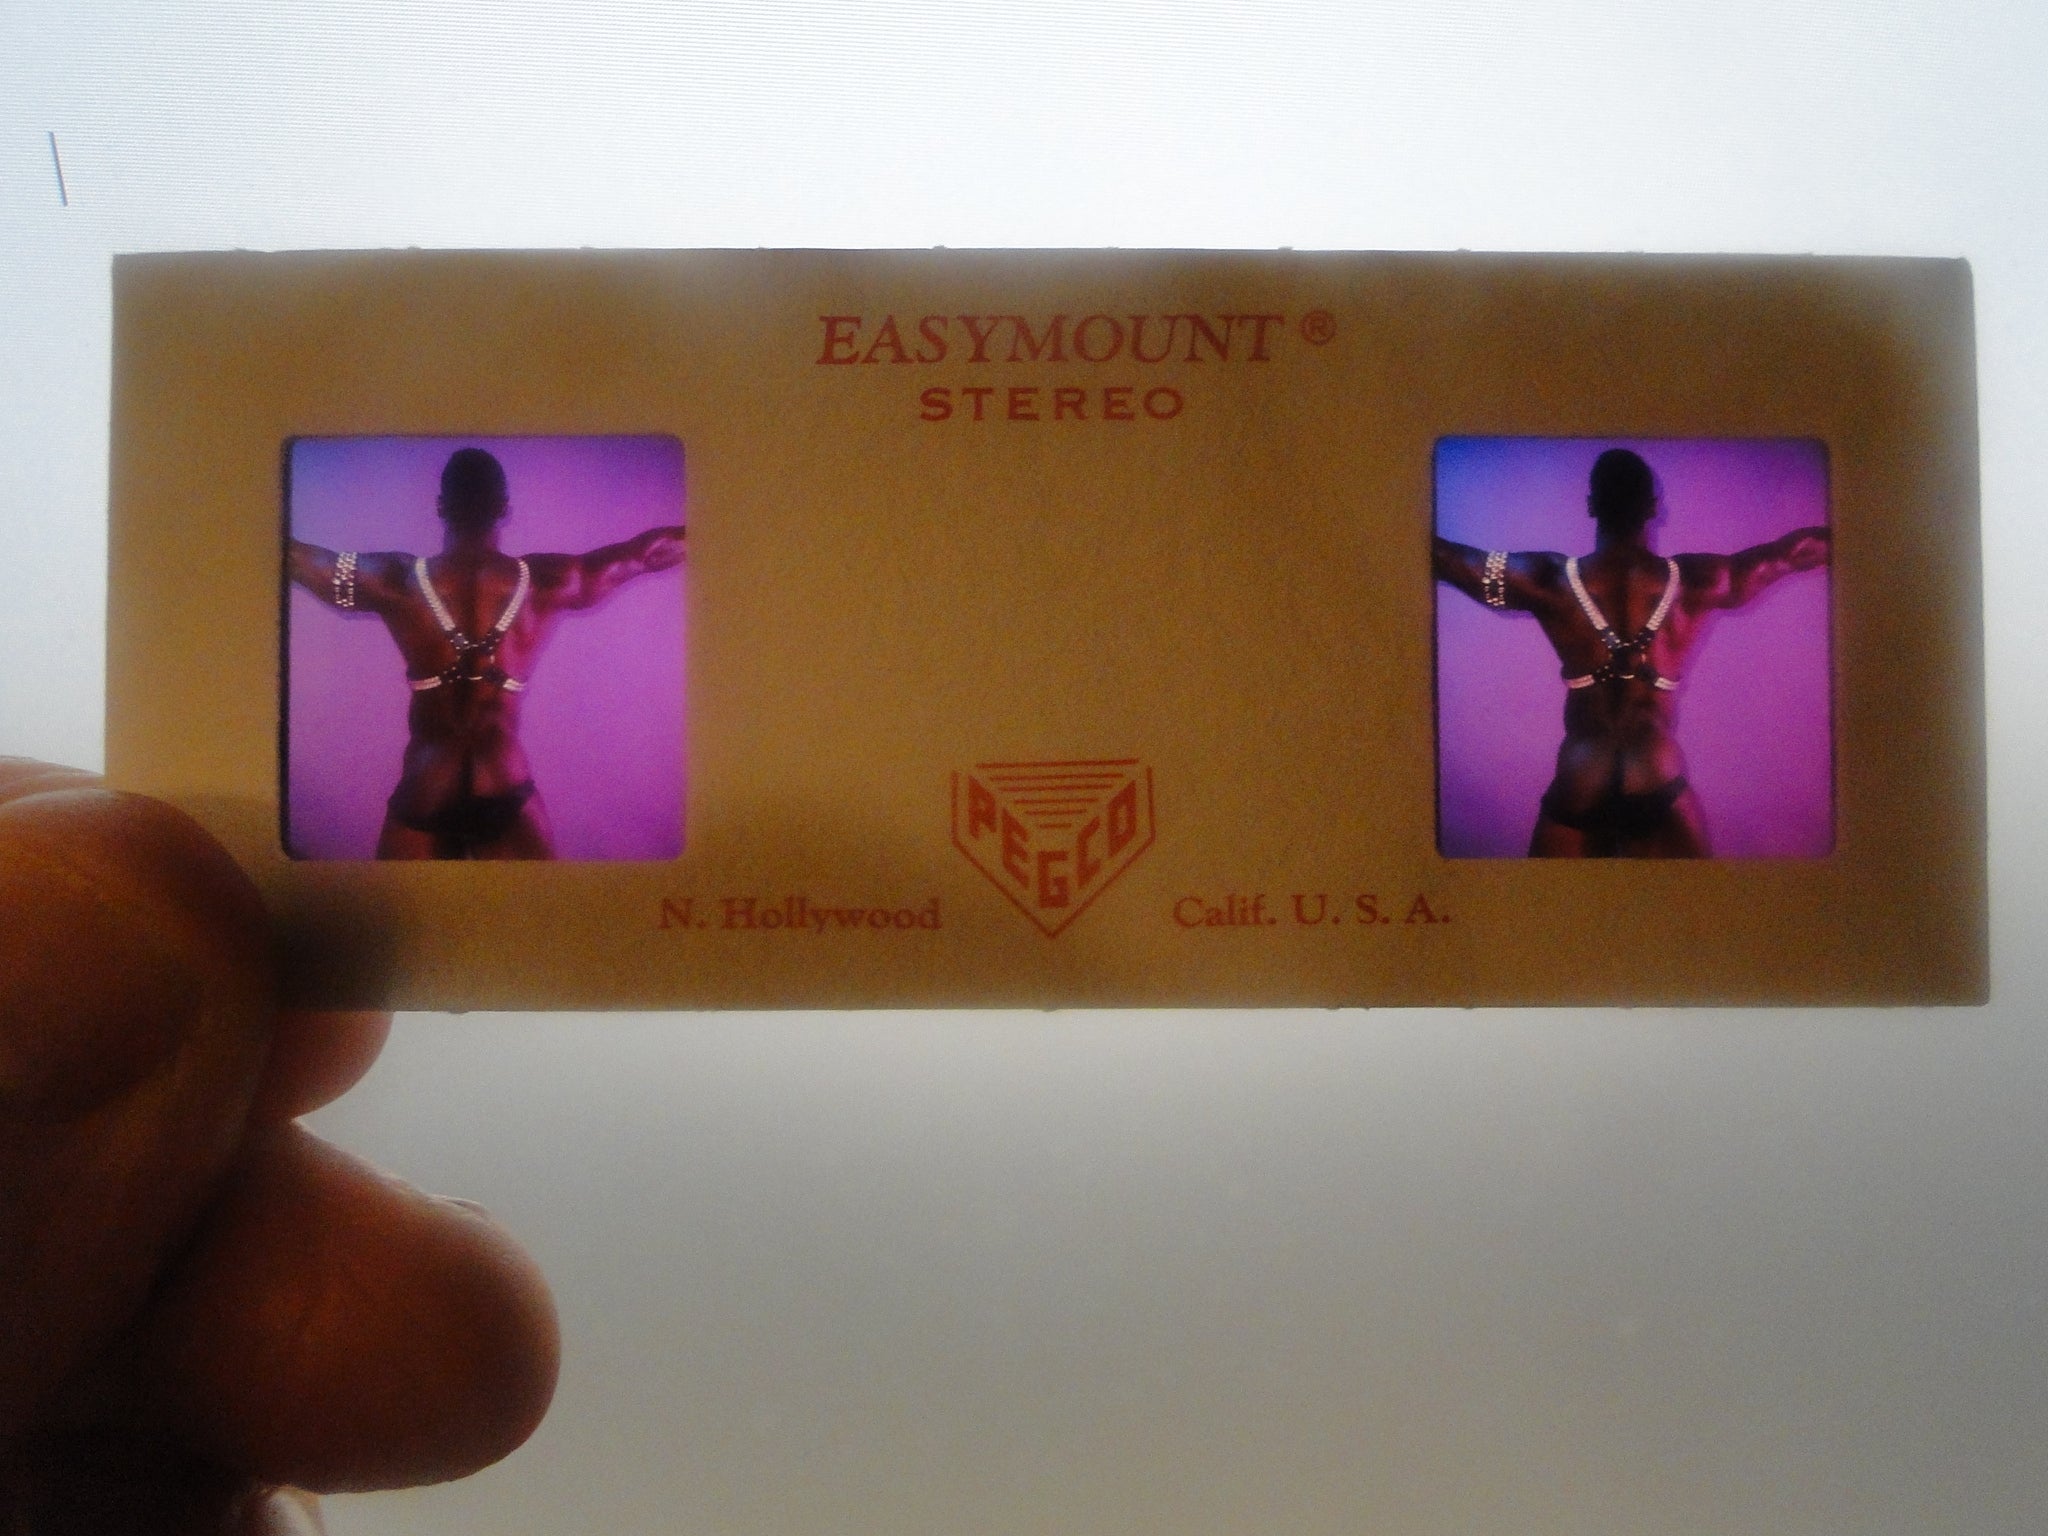 EASYMOUNT ®
STEREO
PEGCO
N. Hollywood Calif. U. S. A.